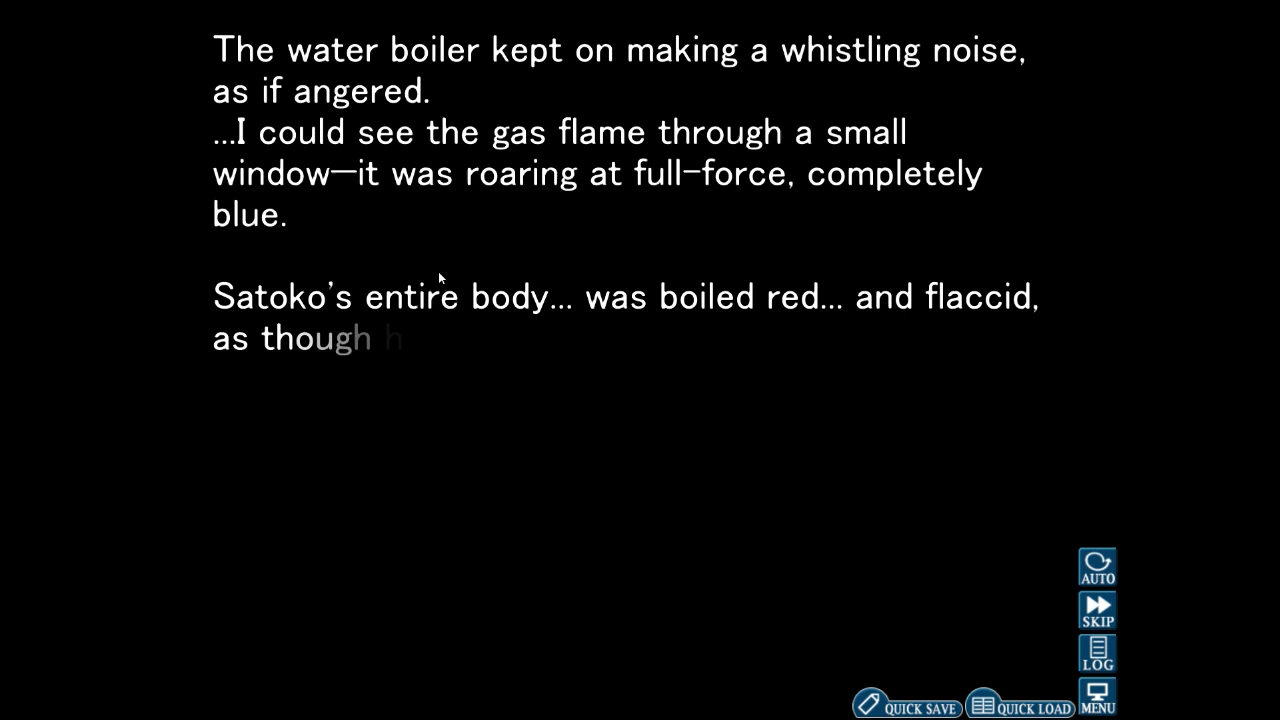 The water boiler kept on making a whistling noise,
as if angered.
...I could see the gas flame through a small
window—it was roaring at full-force, completely
blue.
Satoko's entire body... was boiled red... and flaccid,
as though h
AUTO
SKIP
LOG
QUICK SAVE
QUICK LOAD
MENU